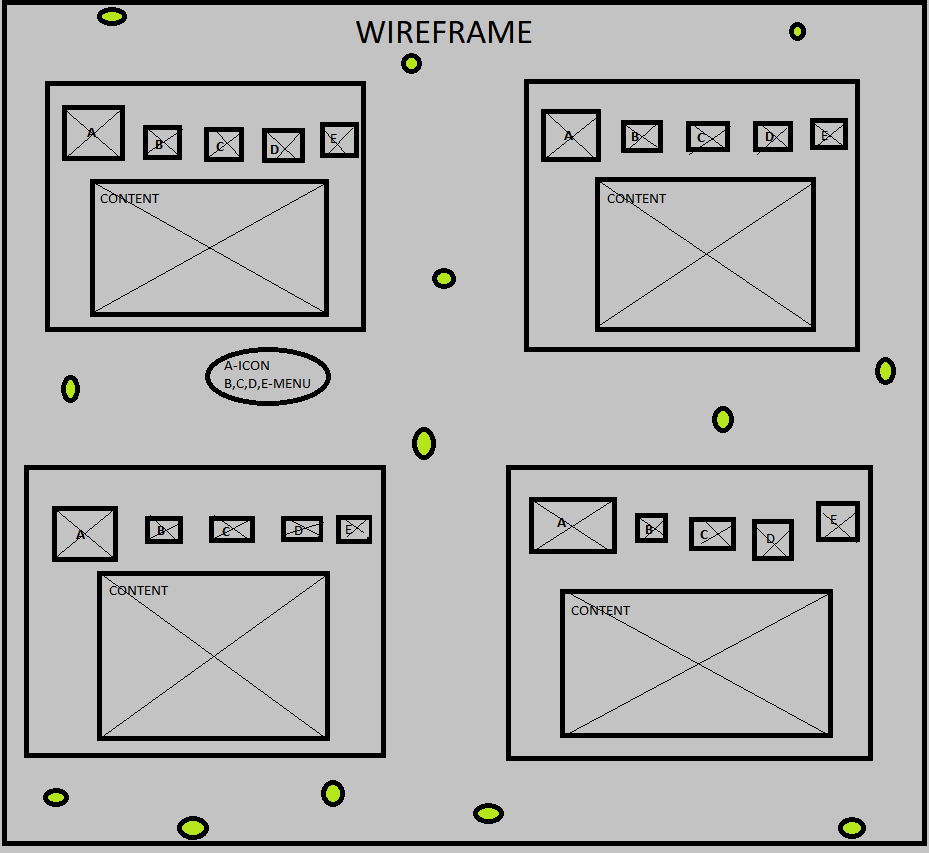 WIREFRAME
A B C D E
CONTENT
A B C D E
CONTENT
A-ICON
B,C,D,E-MENU
A B C D E
CONTENT
A B C D E
CONTENT